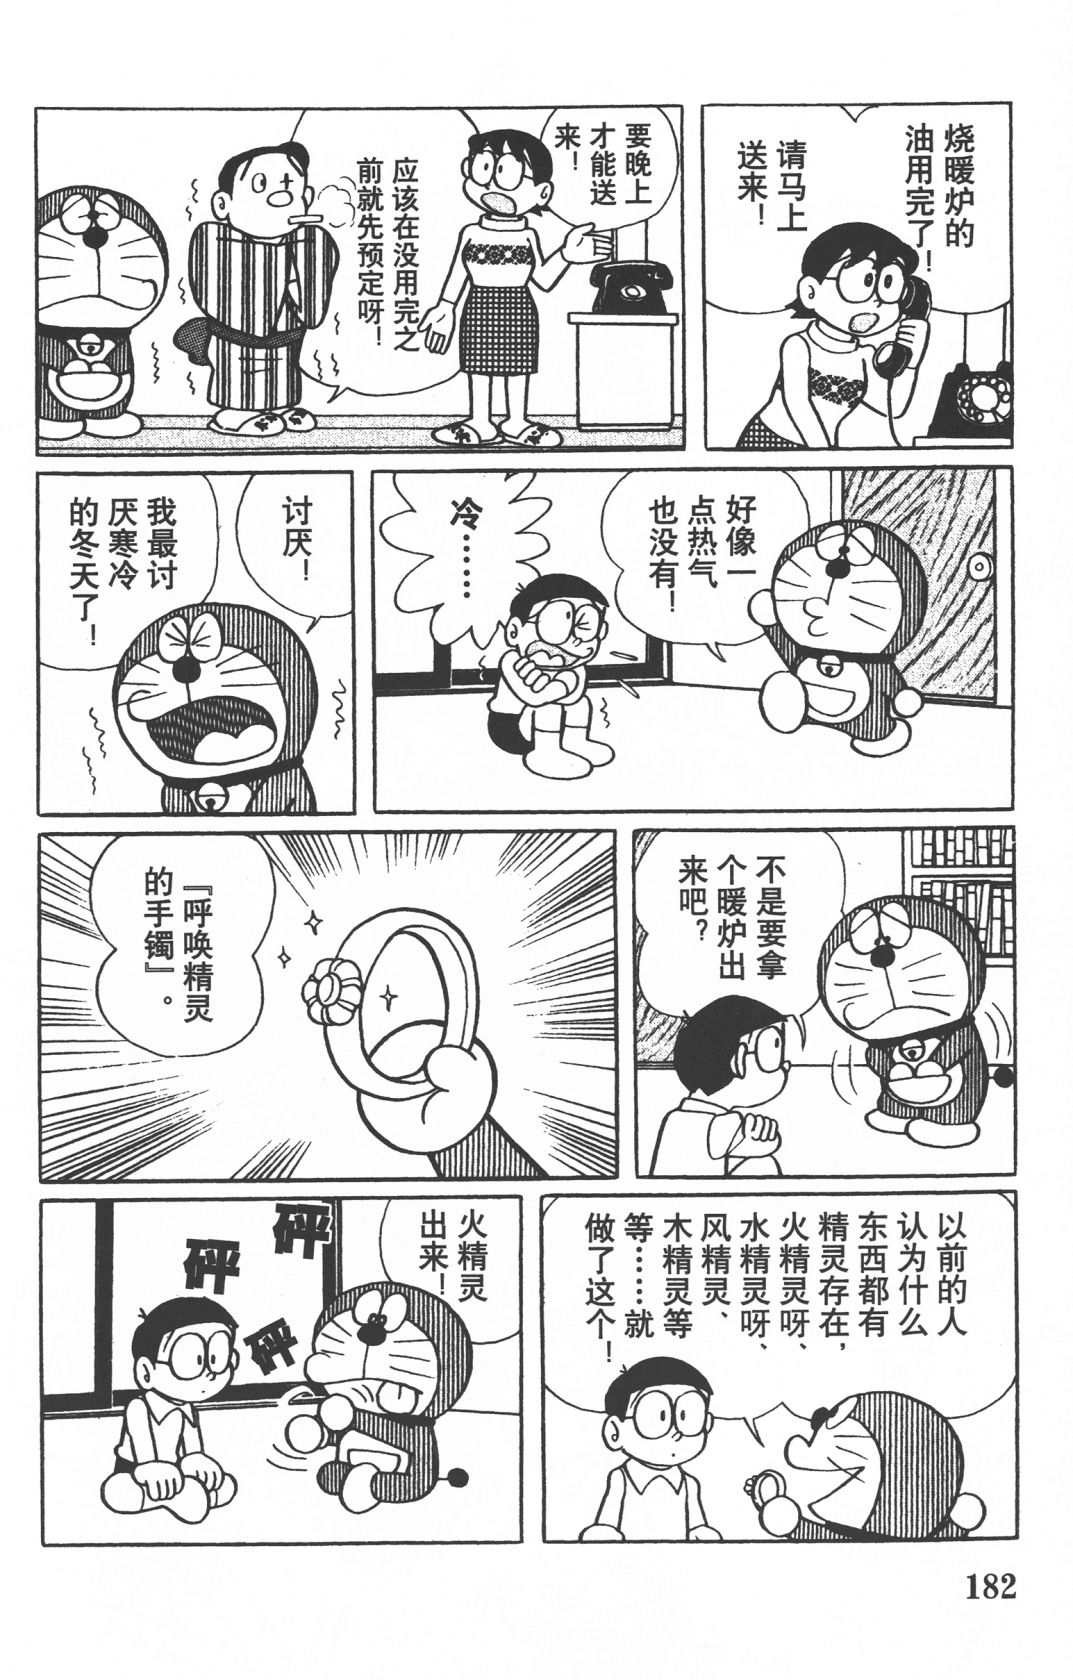 烧暖炉的
油用完了！
请马上
送来！
要晚上
才能送
来！
应该在没用完之
前就先预定呀！
好像一
点热气
也没有！
冷……
讨
厌！
我最讨
厌寒冷
的冬天了！
不是要拿
个暖炉出
来吧？
『呼唤精灵
的手镯』。
以前的人
认为什么
东西都有
精灵存在，
火精灵呀、
水精灵呀、
风精灵、
木精灵等
等……就
做了这个！
火精灵
出来！
砰
砰
砰
182